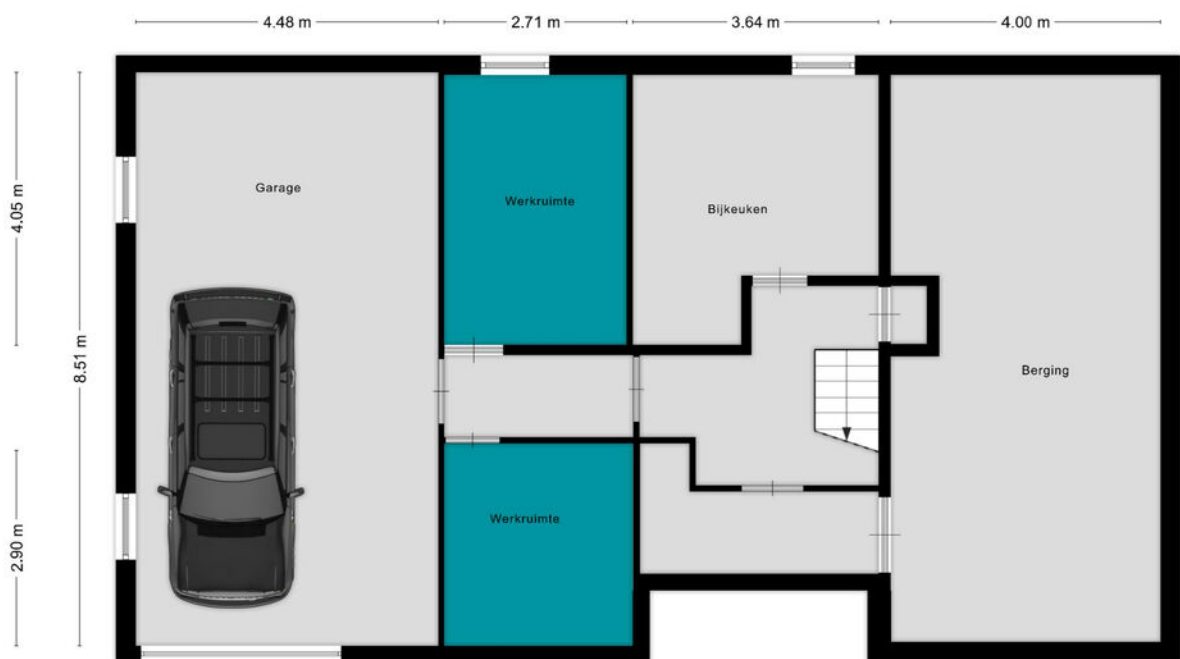 4.48 m
2.71 m
3.64 m
4.00 m
4.05 m
8.51 m
2.90 m
Garage
Werkruimte
Bijkeuken
Berging
Werkruimte